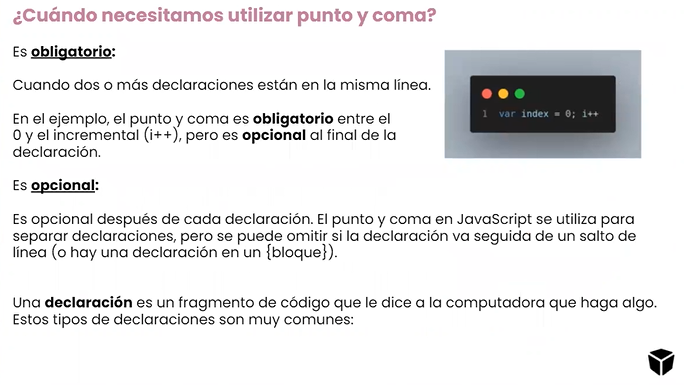 ¿Cuándo necesitamos utilizar punto y coma?
Es obligatorio:
Cuando dos o más declaraciones están en la misma línea.
En el ejemplo, el punto y coma es obligatorio entre el
0 y el incremental (i++), pero es opcional al final de la
declaración.
1 var index = 0; i++
Es opcional:
Es opcional después de cada declaración. El punto y coma en JavaScript se utiliza para
separar declaraciones, pero se puede omitir si la declaración va seguida de un salto de
línea (o hay una declaración en un {bloque}).
Una declaración es un fragmento de código que le dice a la computadora que haga algo.
Estos tipos de declaraciones son muy comunes: